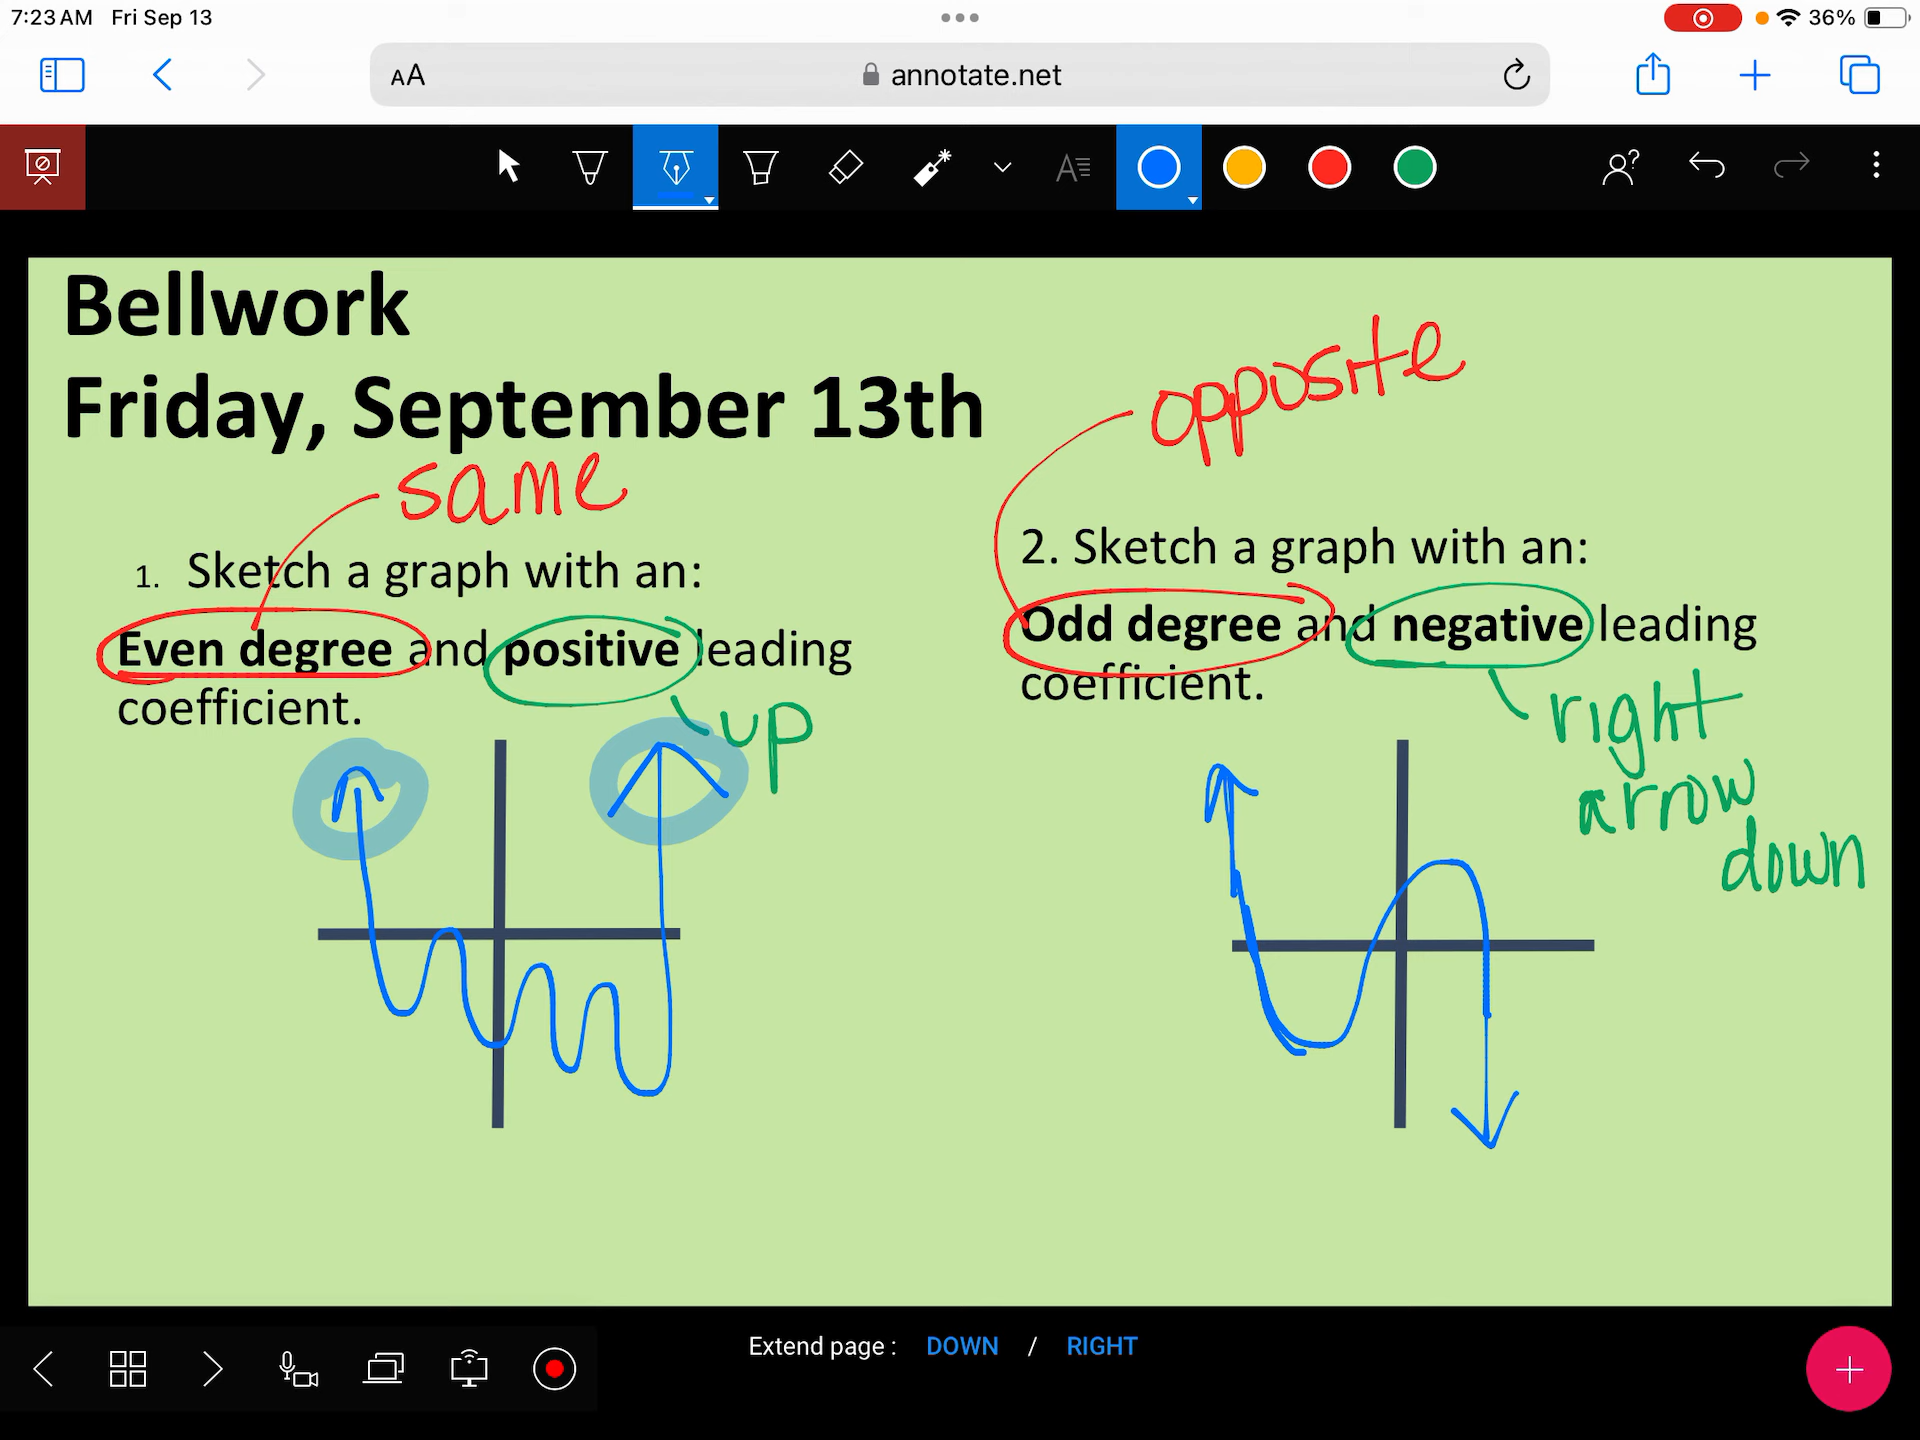 7:23 AM Fri Sep 13
36%
AA
annotate.net
Bellwork
Friday, September 13th
same
opposite
1. Sketch a graph with an:
Even degree and positive leading
coefficient.
up
2. Sketch a graph with an:
Odd degree and negative leading
coefficient.
right
arrow
down
Extend page : DOWN / RIGHT